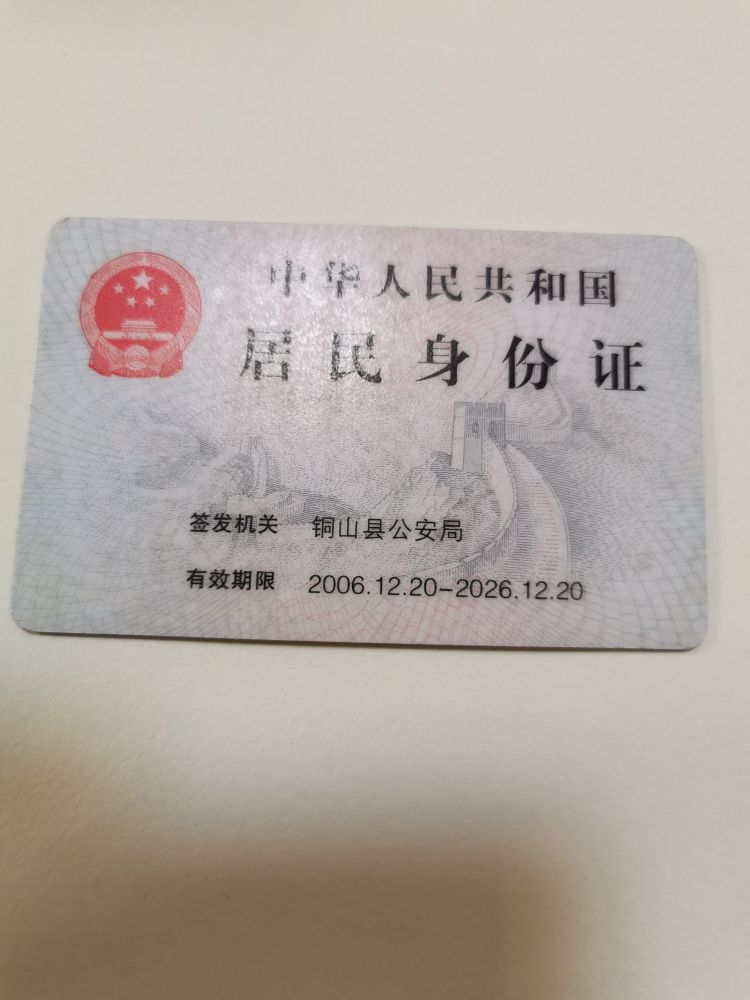 中华人民共和国
居民身份证
签发机关 铜山县公安局
有效期限 2006.12.20-2026.12.20